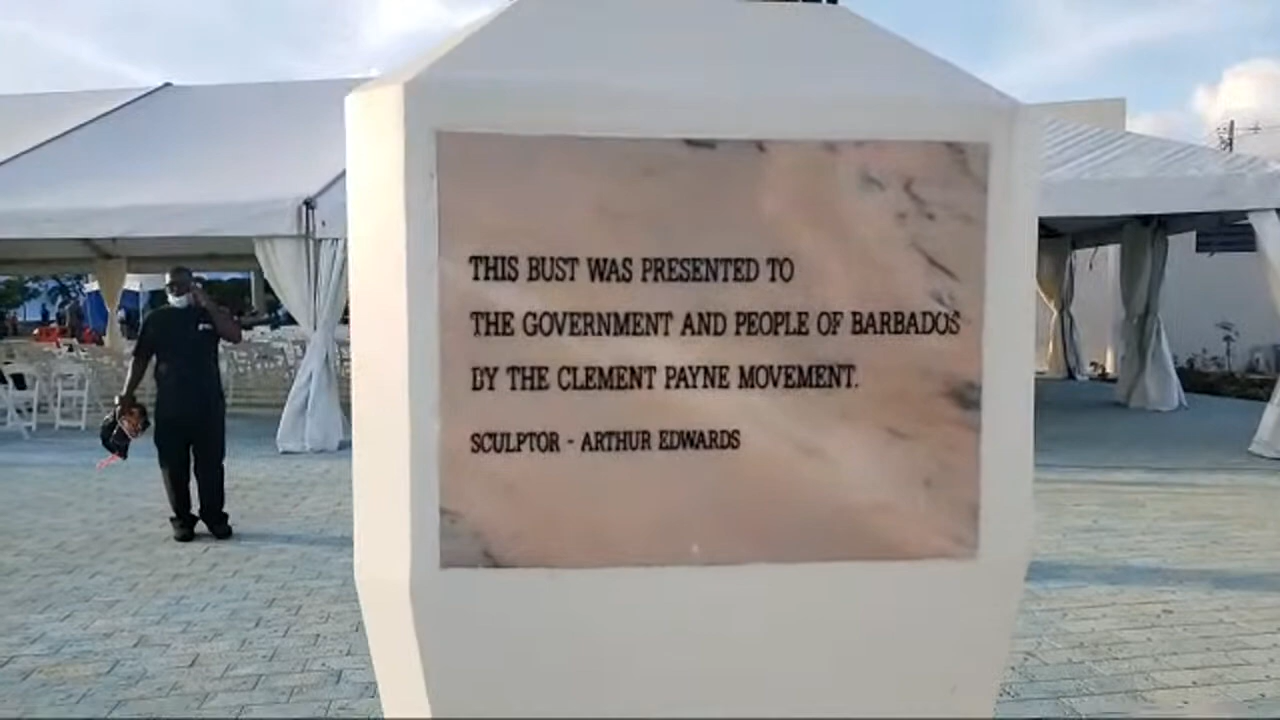 THIS BUST WAS PRESENTED TO
THE GOVERNMENT AND PEOPLE OF BARBADOS
BY THE CLEMENT PAYNE MOVEMENT.
SCULPTOR - ARTHUR EDWARDS